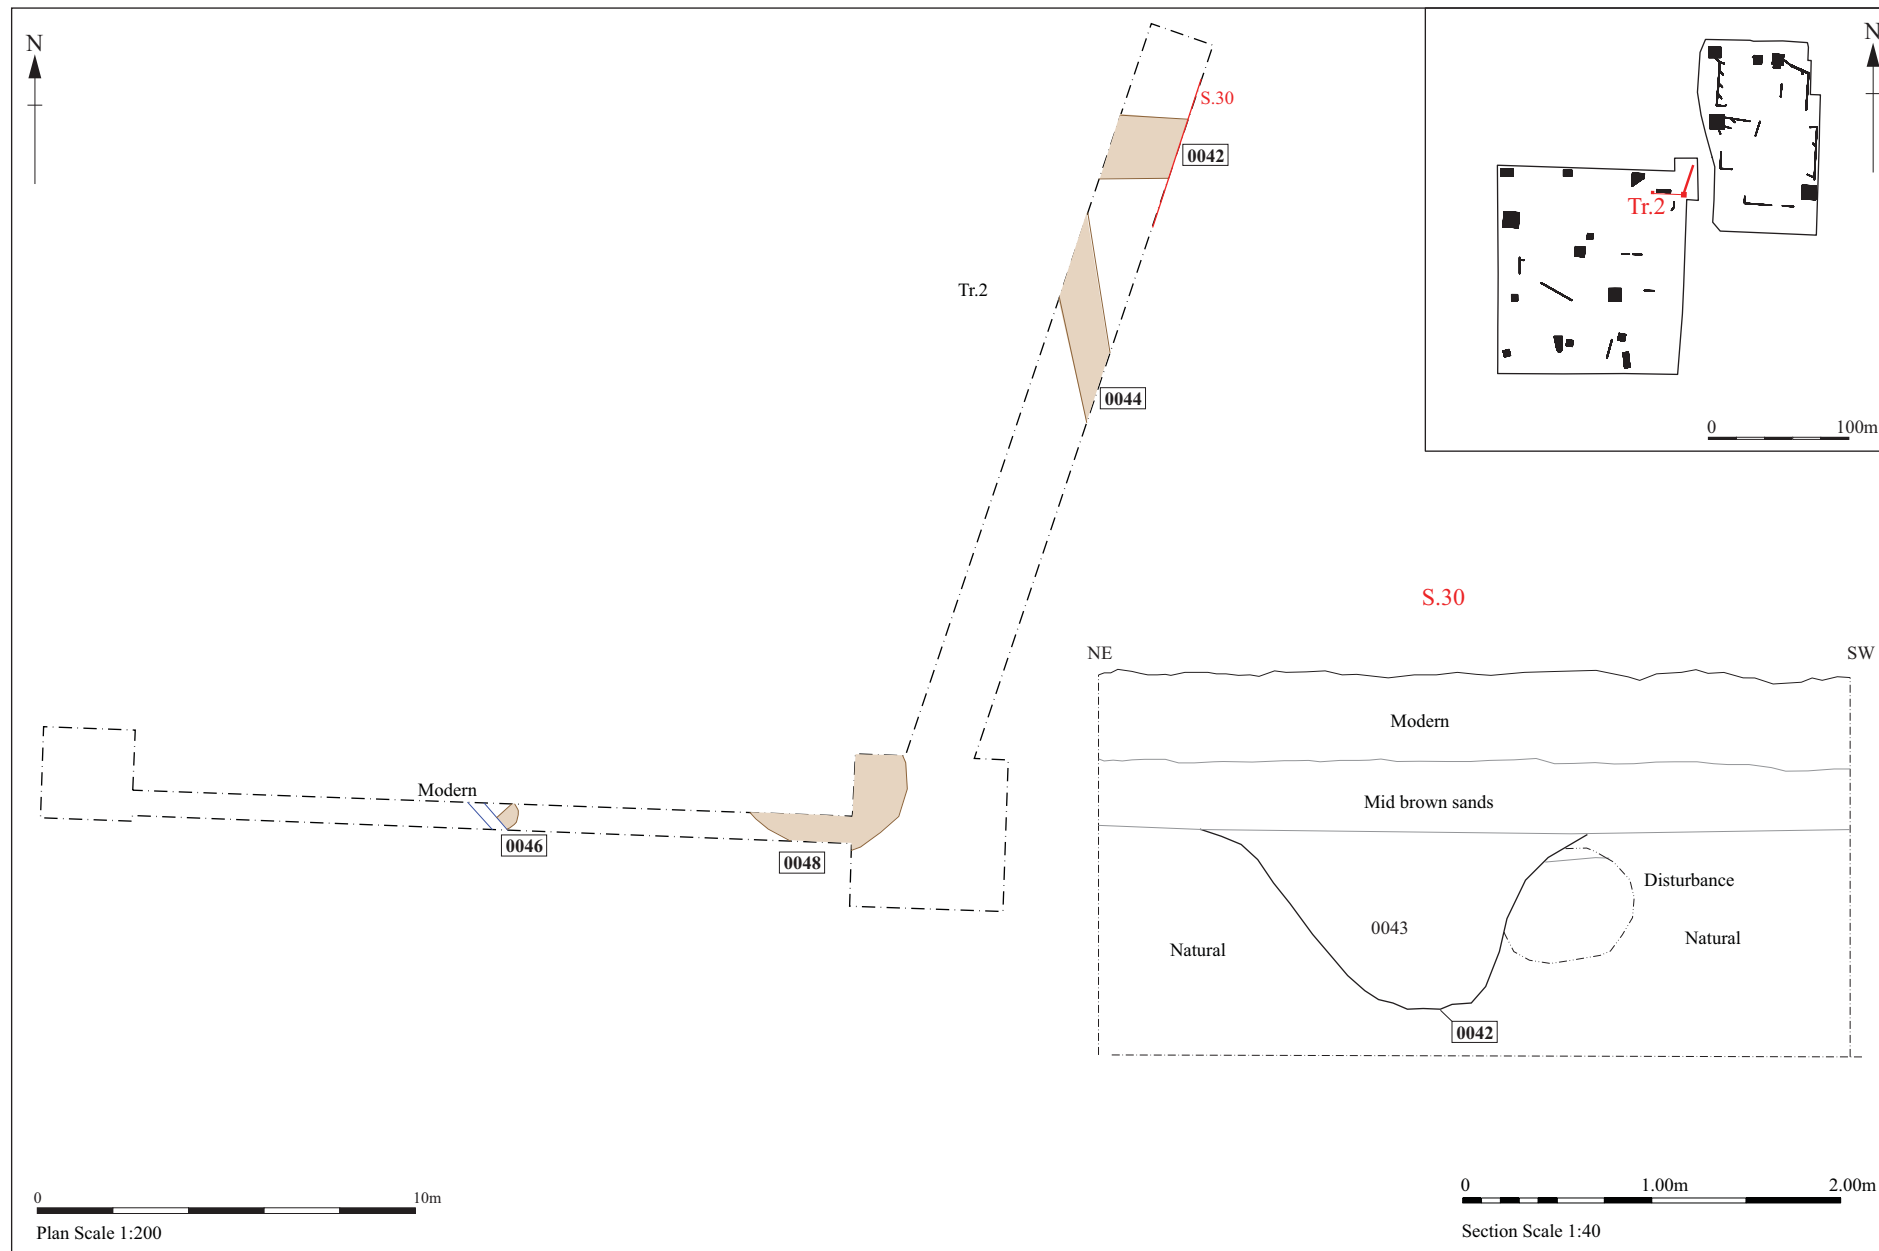 N
N
S.30
0042
Tr.2
Tr.2
0 100m
0044
S.30
NE SW
Modern
Mid brown sands
Disturbance
0043
Natural
Natural
0042
Modern
0046
0048
0 10m
Plan Scale 1:200
0 1.00m 2.00m
Section Scale 1:40